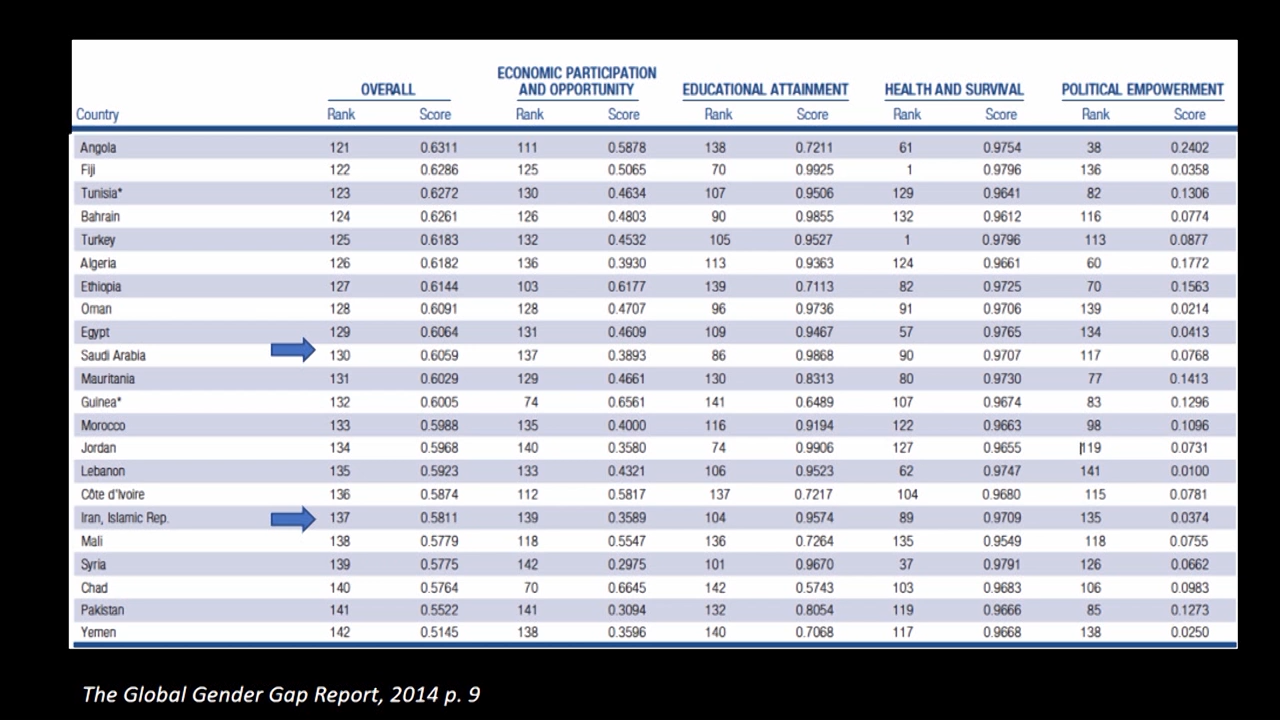 ECONOMIC PARTICIPATION
OVERALL AND OPPORTUNITY EDUCATIONAL ATTAINMENT HEALTH AND SURVIVAL POLITICAL EMPOWERMENT
Country Rank Score Rank Score Rank Score Rank Score Rank Score
Angola 121 0.6311 111 0.5878 138 0.7211 61 0.9754 38 0.2402
Fiji 122 0.6286 125 0.5065 70 0.9925 1 0.9796 136 0.0358
Tunisia* 123 0.6272 130 0.4634 107 0.9506 129 0.9641 82 0.1306
Bahrain 124 0.6261 126 0.4803 90 0.9855 132 0.9612 116 0.0774
Turkey 125 0.6183 132 0.4532 105 0.9527 1 0.9796 113 0.0877
Algeria 126 0.6182 136 0.3930 113 0.9363 124 0.9661 60 0.1772
Ethiopia 127 0.6144 103 0.6177 139 0.7113 82 0.9725 70 0.1563
Oman 128 0.6091 128 0.4707 96 0.9736 91 0.9706 139 0.0214
Egypt 129 0.6064 131 0.4609 109 0.9467 57 0.9765 134 0.0413
Saudi Arabia 130 0.6059 137 0.3893 86 0.9868 90 0.9707 117 0.0768
Mauritania 131 0.6029 129 0.4661 130 0.8313 80 0.9730 77 0.1413
Guinea* 132 0.6005 74 0.6561 141 0.6489 107 0.9674 83 0.1296
Morocco 133 0.5988 135 0.4000 116 0.9194 122 0.9663 98 0.1096
Jordan 134 0.5968 140 0.3580 74 0.9906 127 0.9655 119 0.0731
Lebanon 135 0.5923 133 0.4321 106 0.9523 62 0.9747 141 0.0100
Côte d'Ivoire 136 0.5874 112 0.5817 137 0.7217 104 0.9680 115 0.0781
Iran, Islamic Rep. 137 0.5811 139 0.3589 104 0.9574 89 0.9709 135 0.0374
Mali 138 0.5779 118 0.5547 136 0.7264 135 0.9549 118 0.0755
Syria 139 0.5775 142 0.2975 101 0.9670 37 0.9791 126 0.0662
Chad 140 0.5764 70 0.6645 142 0.5743 103 0.9683 106 0.0983
Pakistan 141 0.5522 141 0.3094 132 0.8054 119 0.9666 85 0.1273
Yemen 142 0.5145 138 0.3596 140 0.7068 117 0.9668 138 0.0250
The Global Gender Gap Report, 2014 p. 9